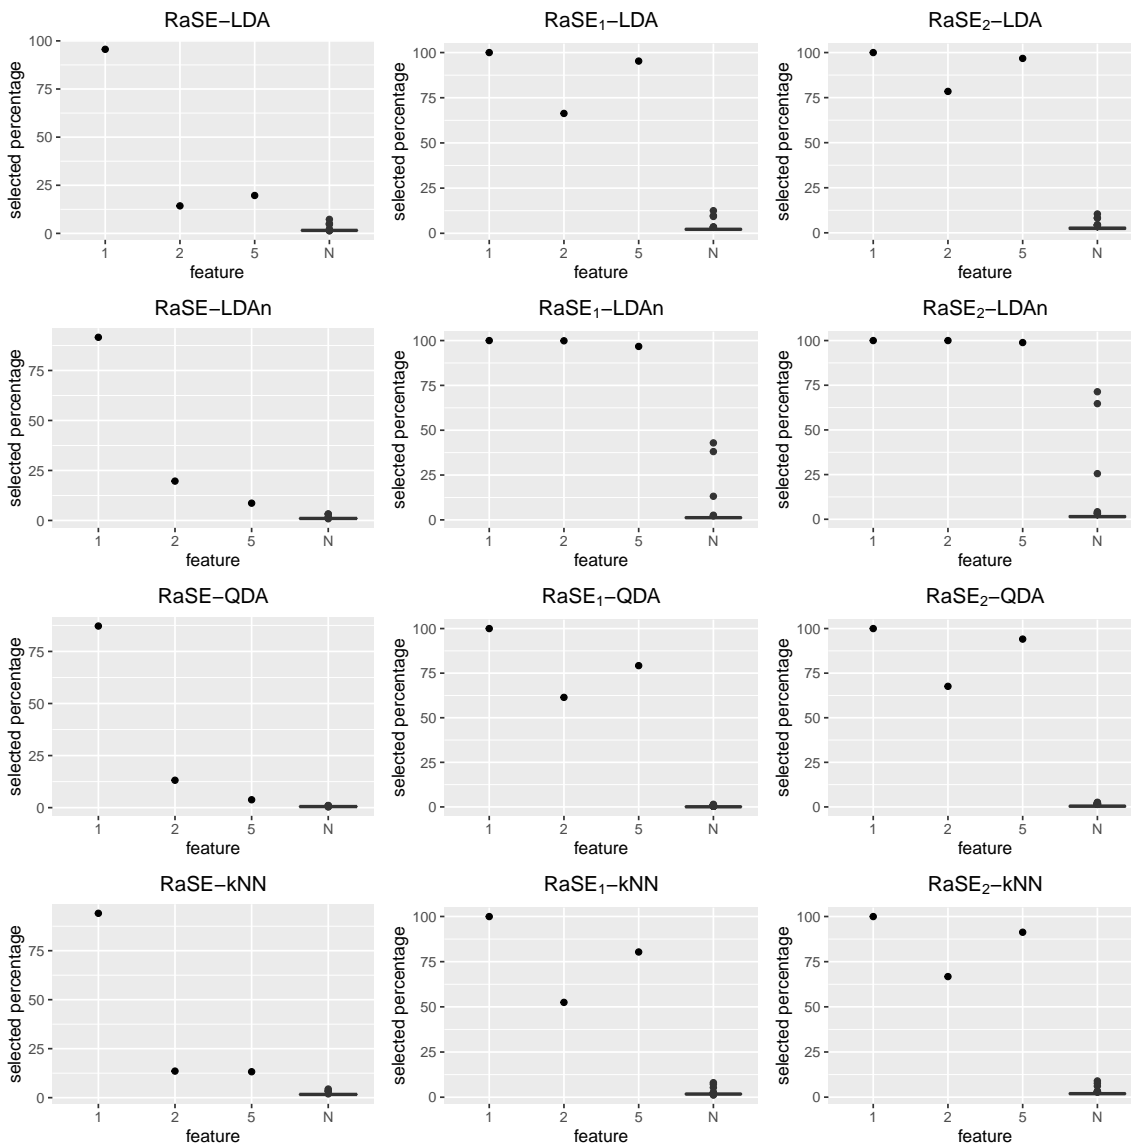 RaSE−LDA
selected percentage
100
75
50
25
0
1 2 5 N
feature
RaSE₁−LDA
selected percentage
100
75
50
25
0
1 2 5 N
feature
RaSE₂−LDA
selected percentage
100
75
50
25
0
1 2 5 N
feature
RaSE−LDAn
selected percentage
75
50
25
0
1 2 5 N
feature
RaSE₁−LDAn
selected percentage
100
75
50
25
0
1 2 5 N
feature
RaSE₂−LDAn
selected percentage
100
75
50
25
0
1 2 5 N
feature
RaSE−QDA
selected percentage
75
50
25
0
1 2 5 N
feature
RaSE₁−QDA
selected percentage
100
75
50
25
0
1 2 5 N
feature
RaSE₂−QDA
selected percentage
100
75
50
25
0
1 2 5 N
feature
RaSE−kNN
selected percentage
75
50
25
0
1 2 5 N
feature
RaSE₁−kNN
selected percentage
100
75
50
25
0
1 2 5 N
feature
RaSE₂−kNN
selected percentage
100
75
50
25
0
1 2 5 N
feature